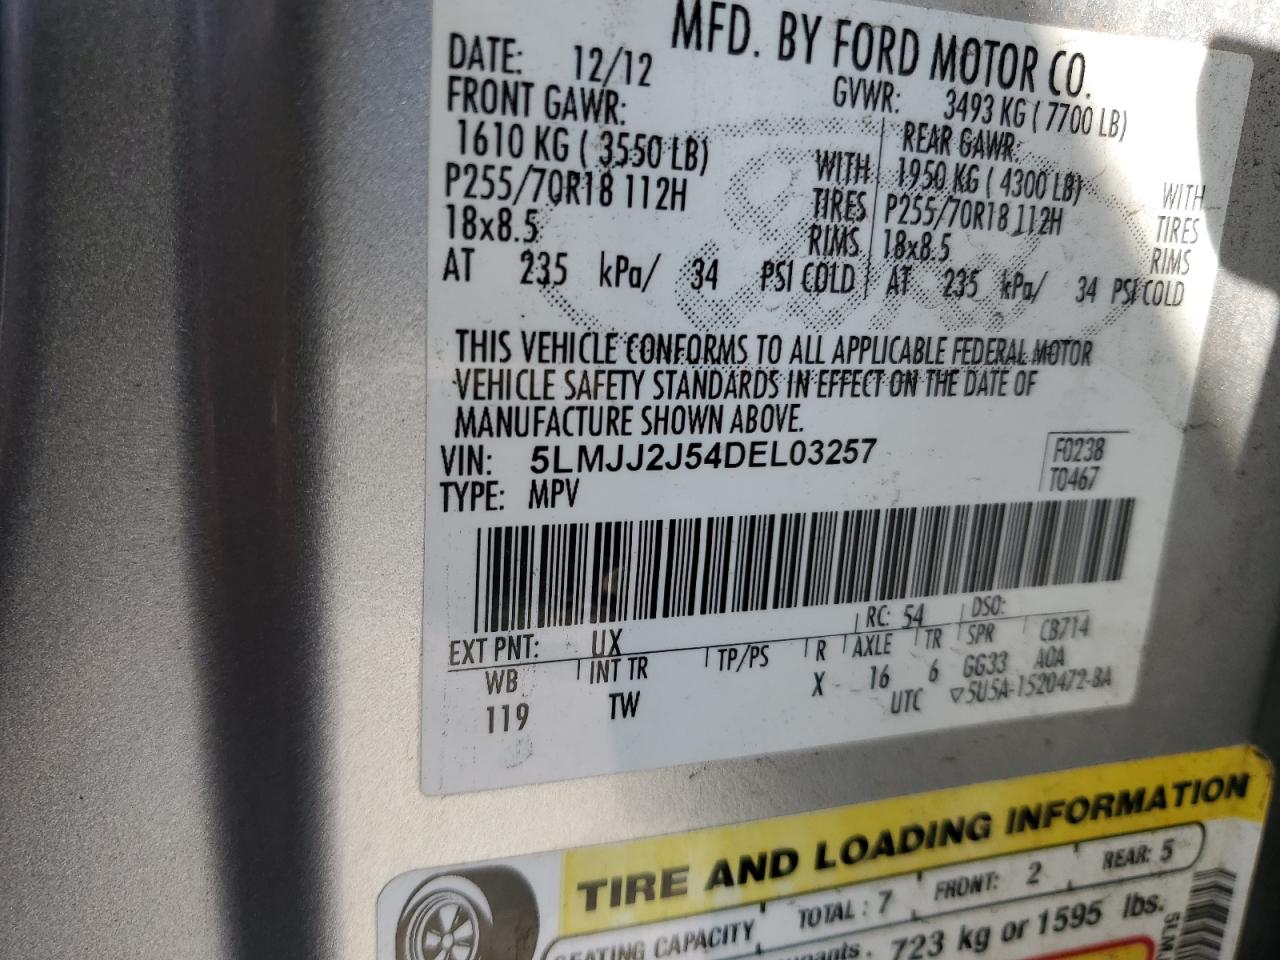 MFD. BY FORD MOTOR CO.
DATE: 12/12 GVWR: 3493 KG ( 7700 LB)
FRONT GAWR: REAR GAWR:
1610 KG ( 3550 LB) WITH 1950 KG ( 4300 LB) WITH
P255/70R18 112H TIRES P255/70R18 112H TIRES
18x8.5 RIMS 18x8.5 RIMS
AT 235 kPa/ 34 PSI COLD AT 235 kPa/ 34 PSI COLD
THIS VEHICLE CONFORMS TO ALL APPLICABLE FEDERAL MOTOR
VEHICLE SAFETY STANDARDS IN EFFECT ON THE DATE OF
MANUFACTURE SHOWN ABOVE.
VIN: 5LMJJ2J54DEL03257 F0238
TYPE: MPV T0467
EXT PNT: UX RC: 54 DSO:
WB INT TR TP/PS R AXLE TR SPR CB714
119 TW X 16 6 GG33 AOA
UTC ▽5U5A-1520472-BA
TIRE AND LOADING INFORMATION
SEATING CAPACITY TOTAL : 7 FRONT: 2 REAR: 5
723 kg or 1595 lbs.
5LMJ